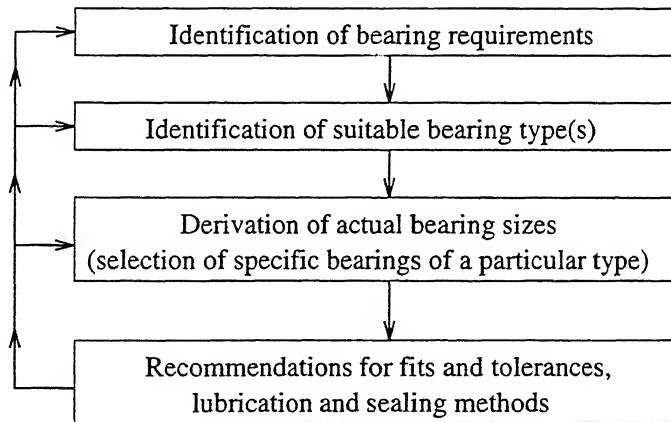 Identification of bearing requirements
Identification of suitable bearing type(s)
Derivation of actual bearing sizes
(selection of specific bearings of a particular type)
Recommendations for fits and tolerances,
lubrication and sealing methods